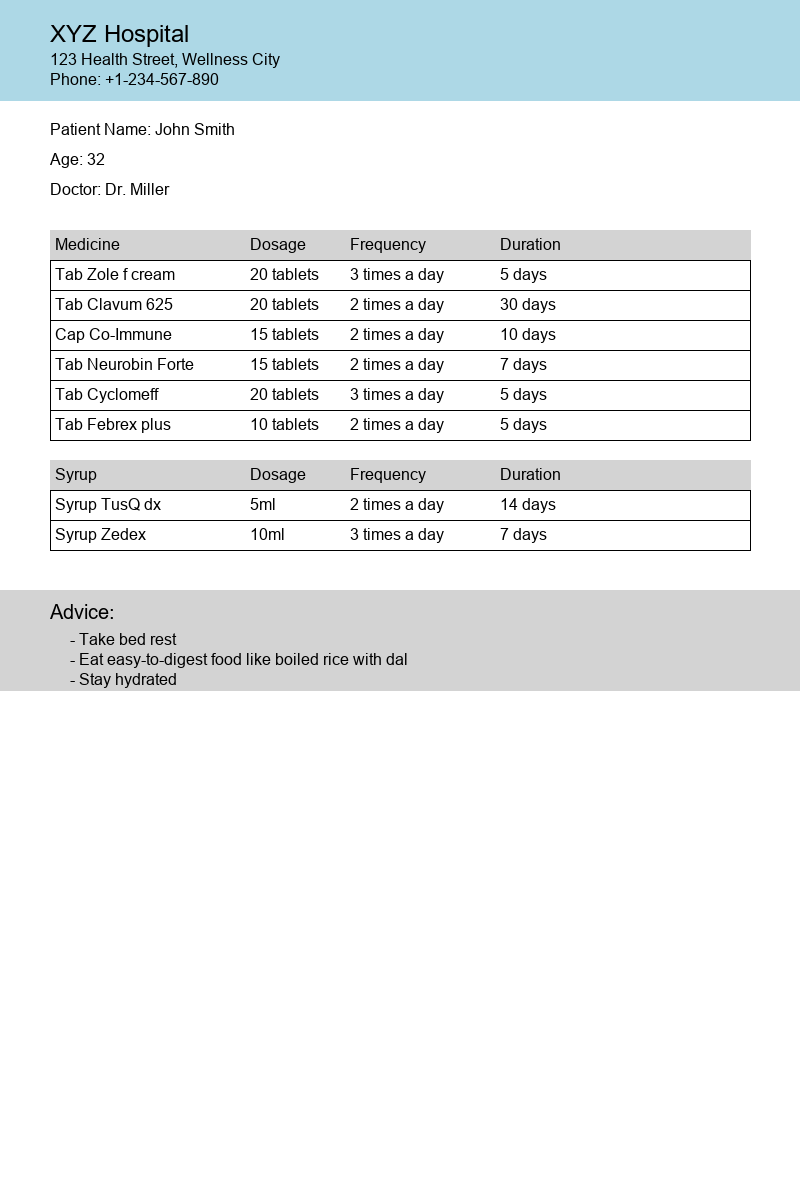 XYZ Hospital
123 Health Street, Wellness City
Phone: +1-234-567-890
Patient Name: John Smith
Age: 32
Doctor: Dr. Miller
Medicine Dosage Frequency Duration
Tab Zole f cream 20 tablets 3 times a day 5 days
Tab Clavum 625 20 tablets 2 times a day 30 days
Cap Co-Immune 15 tablets 2 times a day 10 days
Tab Neurobin Forte 15 tablets 2 times a day 7 days
Tab Cyclomeff 20 tablets 3 times a day 5 days
Tab Febrex plus 10 tablets 2 times a day 5 days
Syrup Dosage Frequency Duration
Syrup TusQ dx 5ml 2 times a day 14 days
Syrup Zedex 10ml 3 times a day 7 days
Advice:
- Take bed rest
- Eat easy-to-digest food like boiled rice with dal
- Stay hydrated